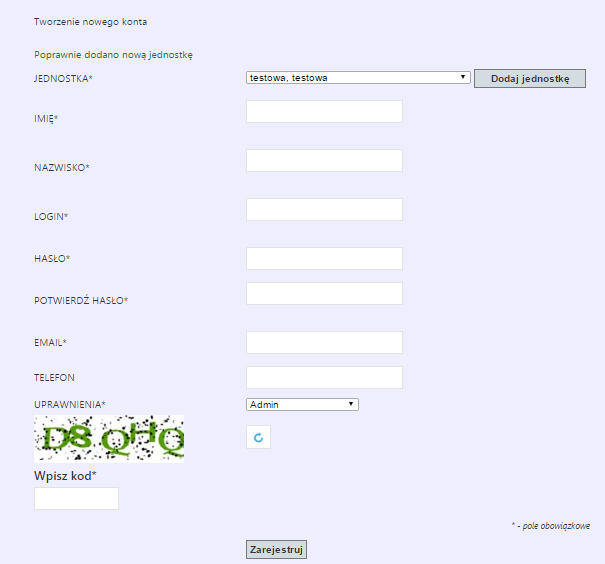 Tworzenie nowego konta
Poprawnie dodano nową jednostkę
JEDNOSTKA* testowa, testowa Dodaj jednostkę
IMIĘ*
NAZWISKO*
LOGIN*
HASŁO*
POTWIERDŹ HASŁO*
EMAIL*
TELEFON
UPRAWNIENIA* Admin
D8QHQ
Wpisz kod*
* - pole obowiązkowe
Zarejestruj